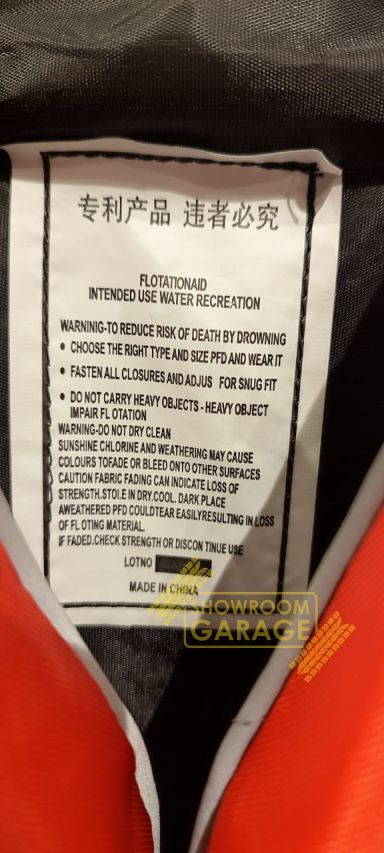 专利产品 违者必究
FLOTATIONAID
INTENDED USE WATER RECREATION
WARNINIG-TO REDUCE RISK OF DEATH BY DROWNING
• CHOOSE THE RIGHT TYPE AND SIZE PFD AND WEAR IT
• FASTEN ALL CLOSURES AND ADJUS FOR SNUG FIT
• DO NOT CARRY HEAVY OBJECTS - HEAVY OBJECT
IMPAIR FL OTATION
WARNING-DO NOT DRY CLEAN
SUNSHINE CHLORINE AND WEATHERING MAY CAUSE
COLOURS TOFADE OR BLEED ONTO OTHER SURFACES
CAUTION FABRIC FADING CAN INDICATE LOSS OF
STRENGTH.STO!.E IN DRY.COOL. DARK PLACE
AWEATHERED PFD COULDTEAR EASILYRESULTING IN LOSS
OF FL OTING MATERIAL.
IF FADED.CHECK STRENGTH OR DISCON TINUE USE
LOTNO
MADE IN CHINA
SHOWROOM
GARAGE